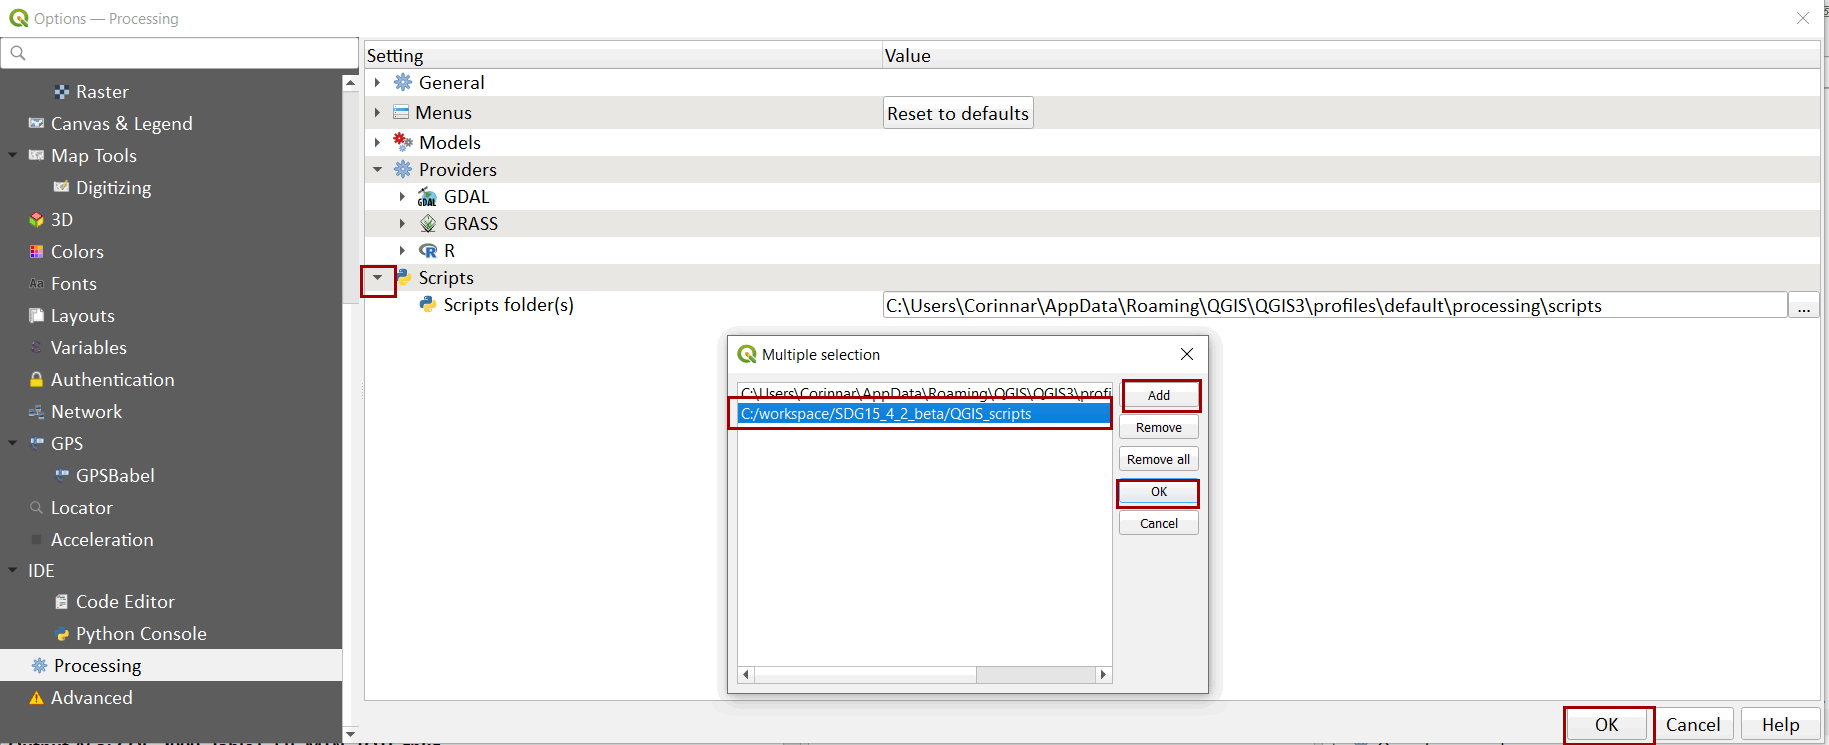 Options — Processing
Raster
Canvas & Legend
Map Tools
Digitizing
3D
Colors
Fonts
Layouts
Variables
Authentication
Network
GPS
GPSBabel
Locator
Acceleration
IDE
Code Editor
Python Console
Processing
Advanced
Setting Value
General
Menus Reset to defaults
Models
Providers
GDAL
GRASS
R
Scripts
Scripts folder(s) C:\Users\Corinnar\AppData\Roaming\QGIS\QGIS3\profiles\default\processing\scripts ...
Multiple selection
C:\Users\Corinnar\AppData\Roaming\QGIS\QGIS3\profi
C:/workspace/SDG15_4_2_beta/QGIS_scripts
Add
Remove
Remove all
OK
Cancel
OK Cancel Help